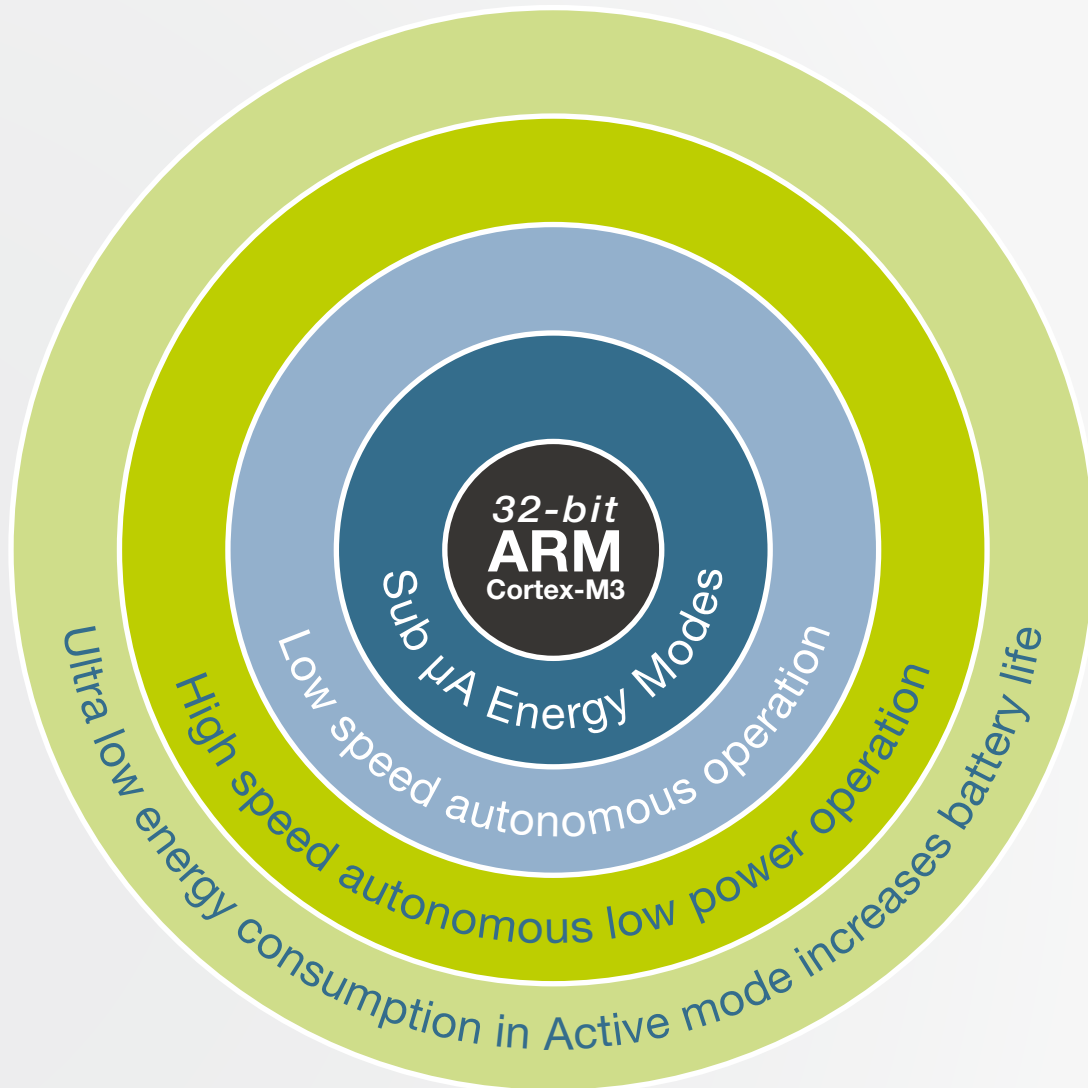 32-bit
ARM
Cortex-M3
Sub µA Energy Modes
Low speed autonomous operation
High speed autonomous low power operation
Ultra low energy consumption in Active mode increases battery life